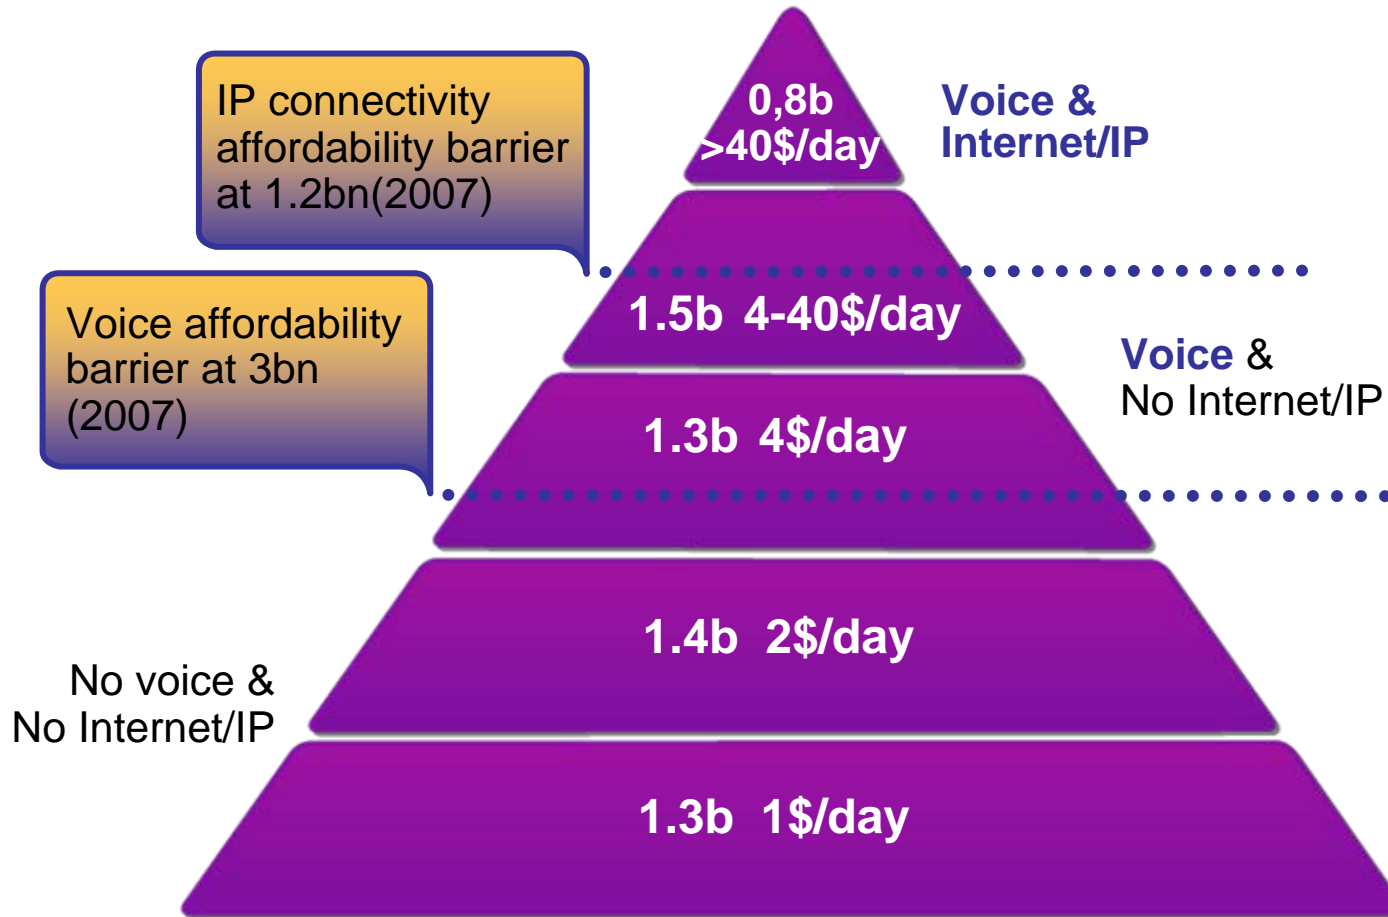 0,8b
>40$/day
Voice &
Internet/IP
IP connectivity
affordability barrier
at 1.2bn(2007)
1.5b 4-40$/day
Voice affordability
barrier at 3bn
(2007)
Voice &
No Internet/IP
1.3b 4$/day
1.4b 2$/day
No voice &
No Internet/IP
1.3b 1$/day